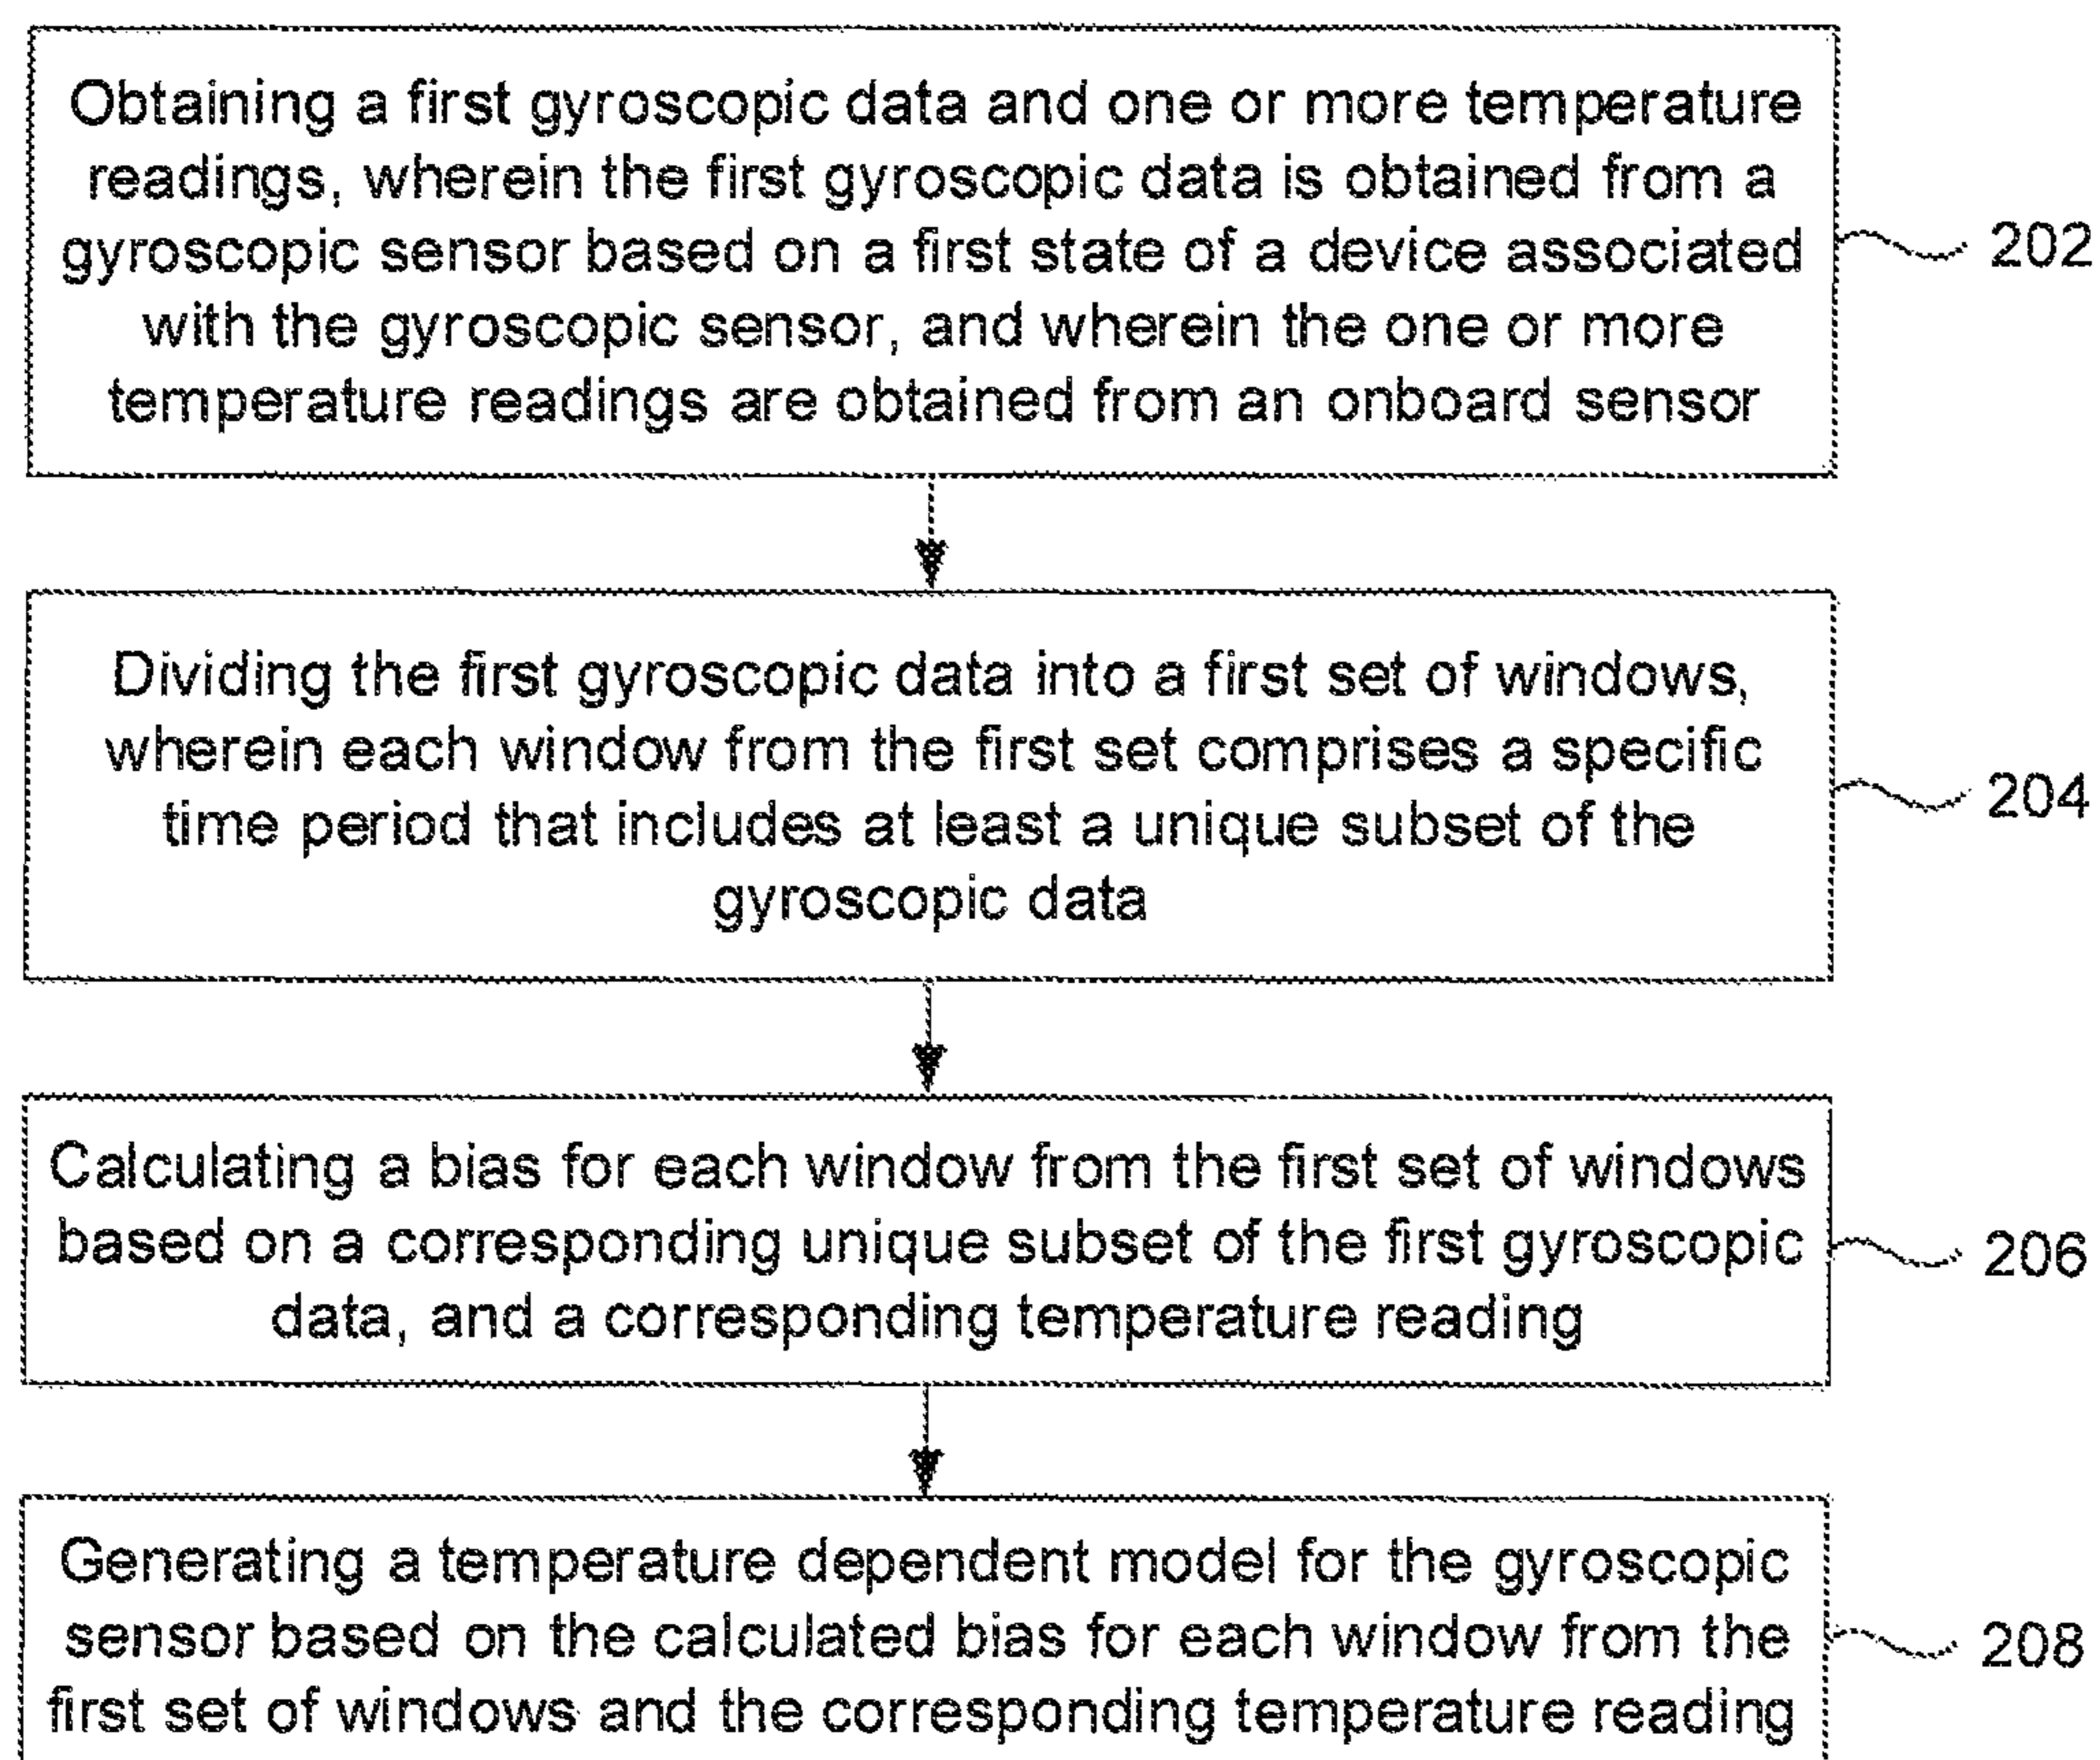 Obtaining a first gyroscopic data and one or more temperature
readings, wherein the first gyroscopic data is obtained from a
gyroscopic sensor based on a first state of a device associated
with the gyroscopic sensor, and wherein the one or more
temperature readings are obtained from an onboard sensor
202
Dividing the first gyroscopic data into a first set of windows,
wherein each window from the first set comprises a specific
time period that includes at least a unique subset of the
gyroscopic data
204
Calculating a bias for each window from the first set of windows
based on a corresponding unique subset of the first gyroscopic
data, and a corresponding temperature reading
206
Generating a temperature dependent model for the gyroscopic
sensor based on the calculated bias for each window from the
first set of windows and the corresponding temperature reading
208